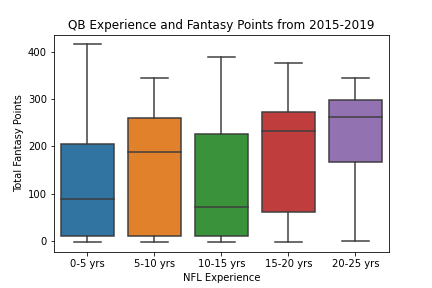 QB Experience and Fantasy Points from 2015-2019
Total Fantasy Points
400
300
200
100
0
0-5 yrs 5-10 yrs 10-15 yrs 15-20 yrs 20-25 yrs
NFL Experience